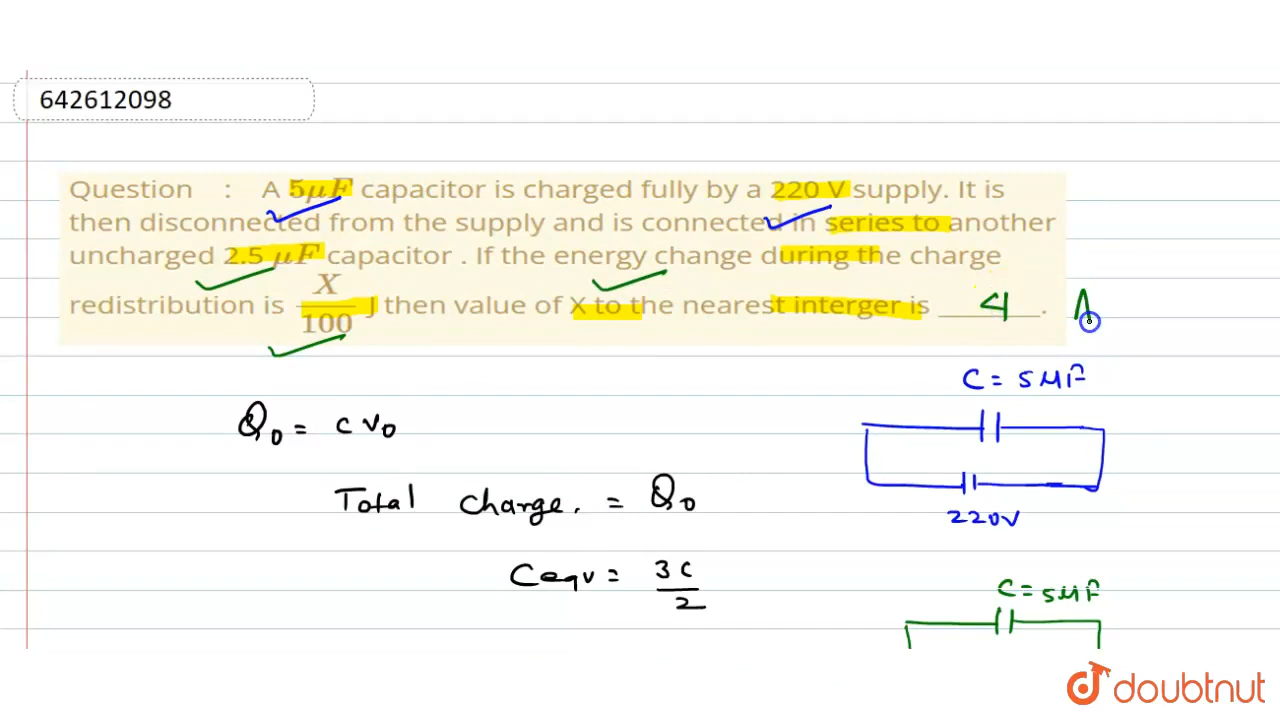 642612098
Question : A 5μF capacitor is charged fully by a 220 V supply. It is
then disconnected from the supply and is connected in series to another
uncharged 2.5 μF capacitor . If the energy change during the charge
redistribution is X/100 J then value of X to the nearest interger is ________.
4
C = 5μF
Q₀ = cv₀
Total charge. = Q₀
220V
Cequ = 3C/2
C = 5μF
doubtnut